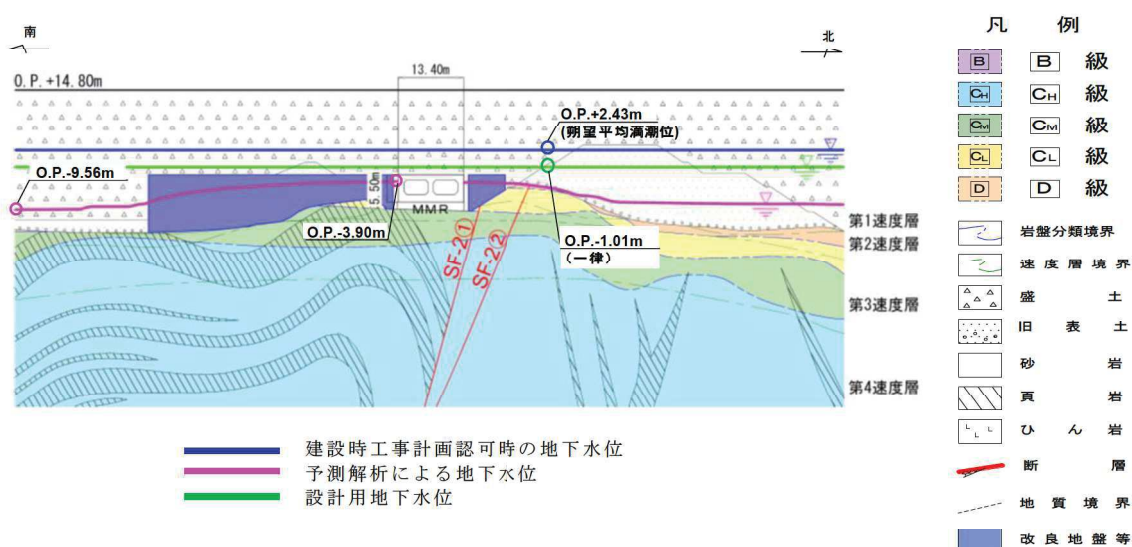 南
北
13.40m
O.P.+14.80m
O.P.+2.43m
(朔望平均満潮位)
O.P.-9.56m
5.50m
MMR
O.P.-3.90m
O.P.-1.01m
(一律)
SF-2①
SF-2②
第1速度層
第2速度層
第3速度層
第4速度層
建設時工事計画認可時の地下水位
予測解析による地下水位
設計用地下水位
凡 例
B B 級
CH CH 級
CM CM 級
CL CL 級
D D 級
岩盤分類境界
速度層境界
盛土
旧表土
砂岩
頁岩
ひん岩
断層
地質境界
改良地盤等